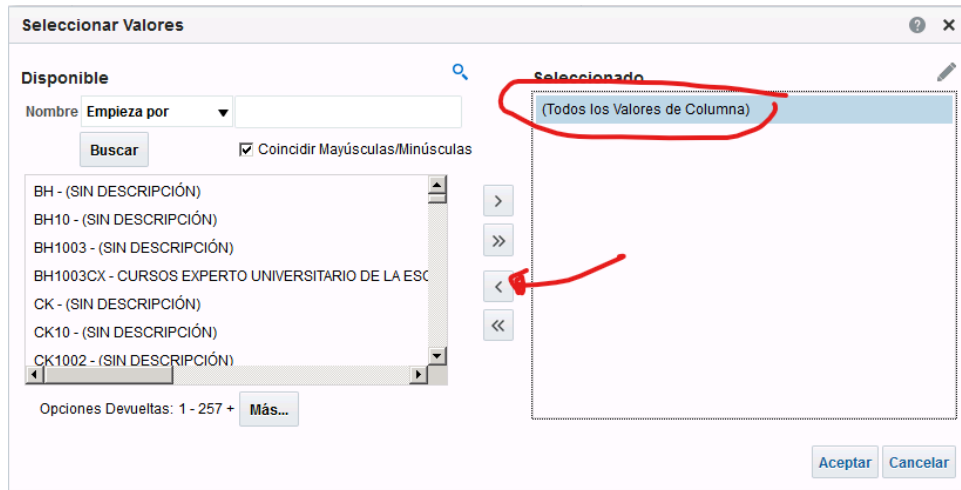 Seleccionar Valores
Disponible
Nombre Empieza por
Buscar
Coincidir Mayúsculas/Minúsculas
BH - (SIN DESCRIPCIÓN)
BH10 - (SIN DESCRIPCIÓN)
BH1003 - (SIN DESCRIPCIÓN)
BH1003CX - CURSOS EXPERTO UNIVERSITARIO DE LA ESC
CK - (SIN DESCRIPCIÓN)
CK10 - (SIN DESCRIPCIÓN)
CK1002 - (SIN DESCRIPCIÓN)
Opciones Devueltas: 1 - 257 + Más...
Seleccionado
(Todos los Valores de Columna)
Aceptar Cancelar